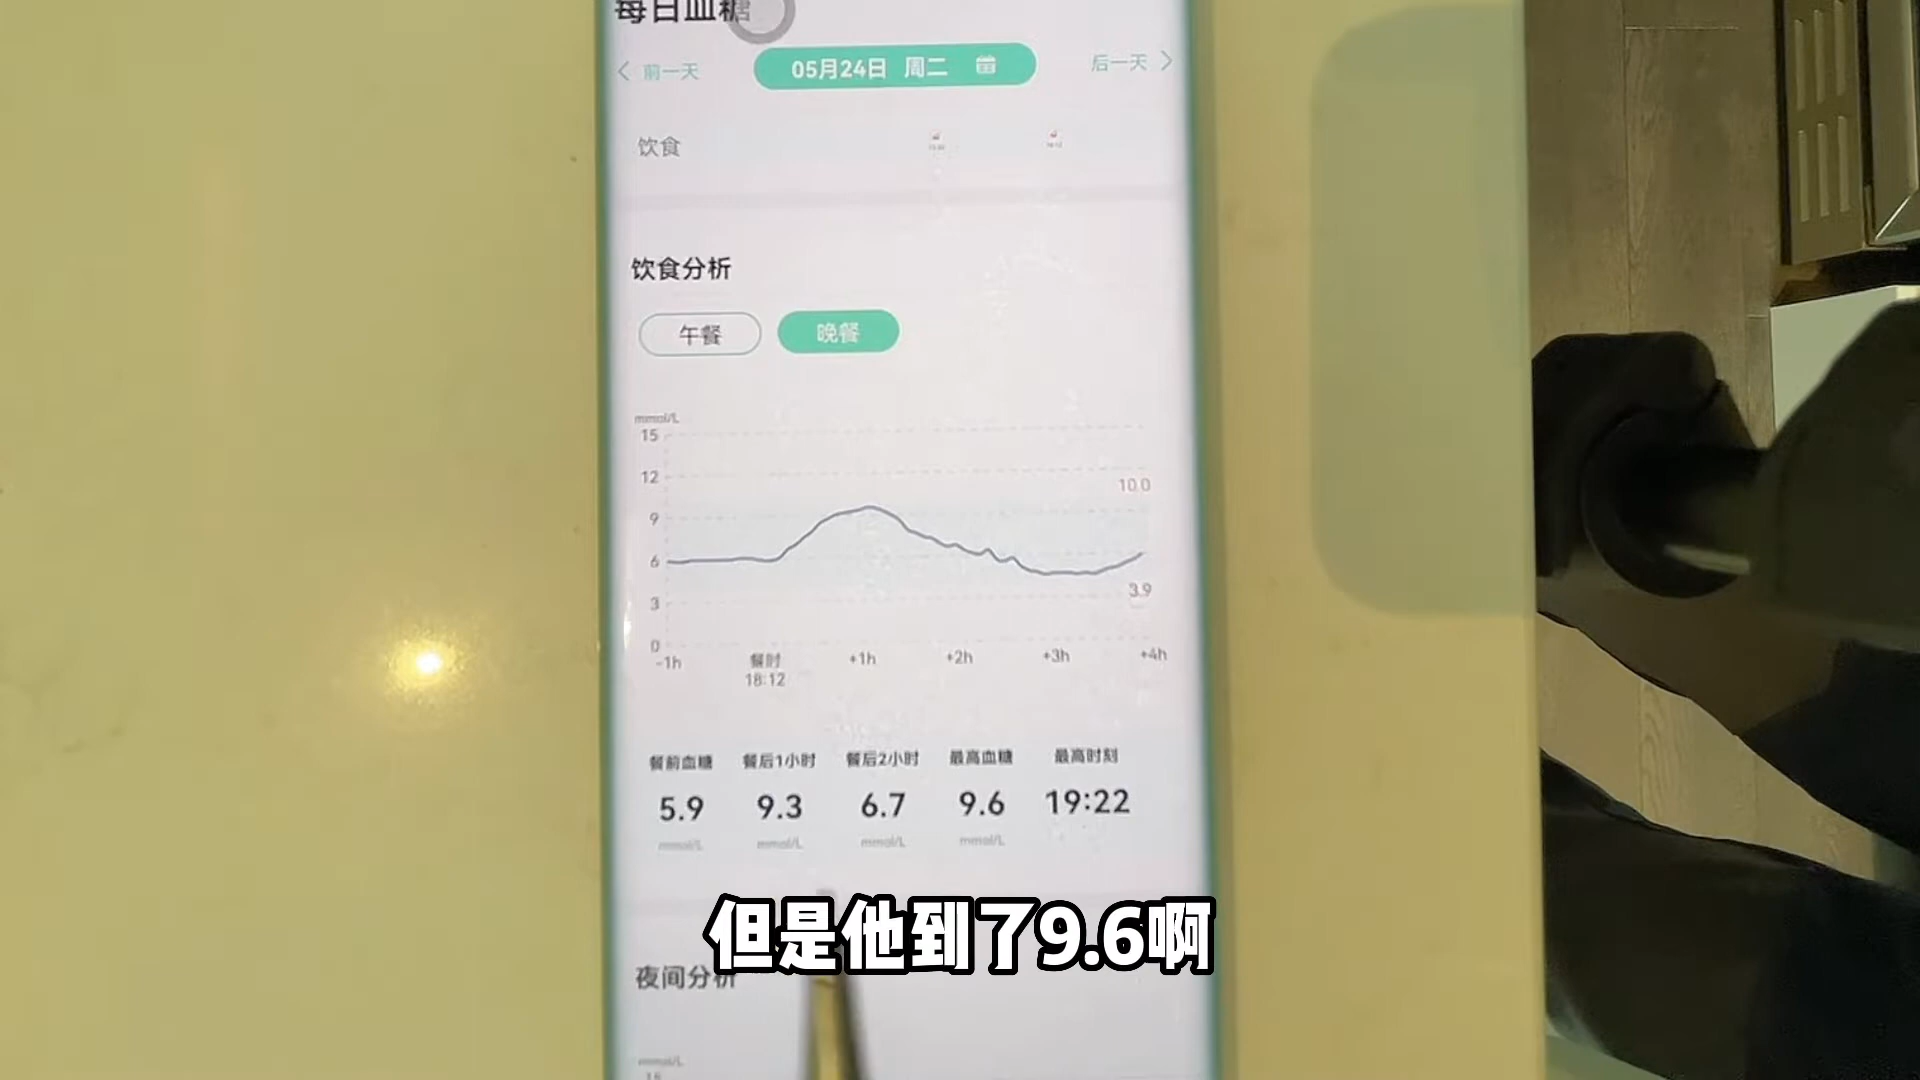 每日血糖
前一天
05月24日 周二
后一天
饮食
饮食分析
午餐
晚餐
mmol/L
15
12
10.0
9
6
3.9
3
0
-1h
餐时
+1h
+2h
+3h
+4h
18:12
餐前血糖
餐后1小时
餐后2小时
最高血糖
最高时刻
5.9
9.3
6.7
9.6
19:22
mmol/L
mmol/L
mmol/L
mmol/L
但是他到了9.6啊
夜间分析
mmol/L